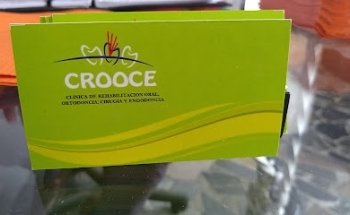 CROOCE
CLINICA DE REHABILITACION ORAL,
ORTODONCIA, CIRUGIA Y ENDODONCIA